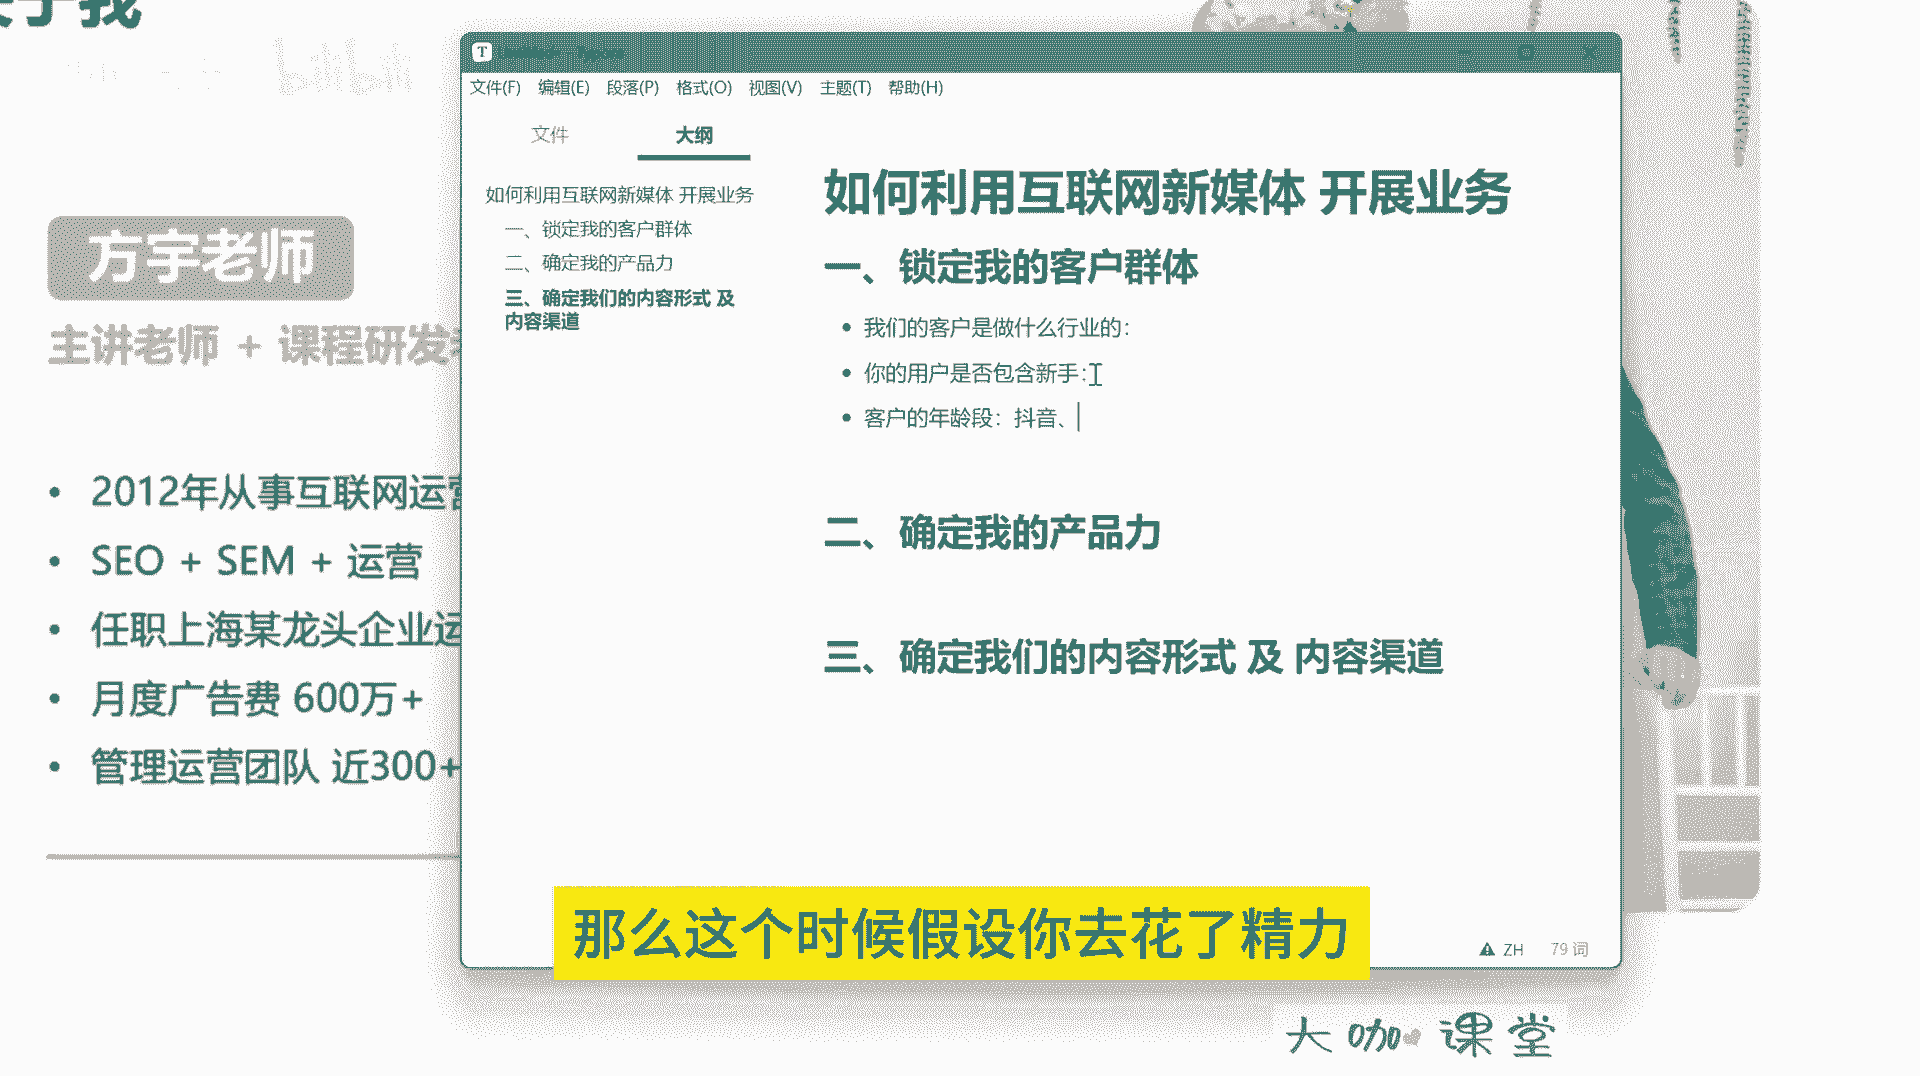 关于我
bilibili
方宇老师
主讲老师 + 课程研发
2012年从事互联网运营
SEO + SEM + 运营
任职上海某龙头企业运
月度广告费 600万+
管理运营团队 近300+
文件(F) 编辑(E) 段落(P) 格式(O) 视图(V) 主题(T) 帮助(H)
文件 大纲
如何利用互联网新媒体 开展业务
一、锁定我的客户群体
二、确定我的产品力
三、确定我们的内容形式 及
内容渠道
如何利用互联网新媒体 开展业务
一、锁定我的客户群体
我们的客户是做什么行业的：
你的用户是否包含新手：
客户的年龄段：抖音、
二、确定我的产品力
三、确定我们的内容形式 及 内容渠道
ZH 79 词
那么这个时候假设你去花了精力
大咖课堂